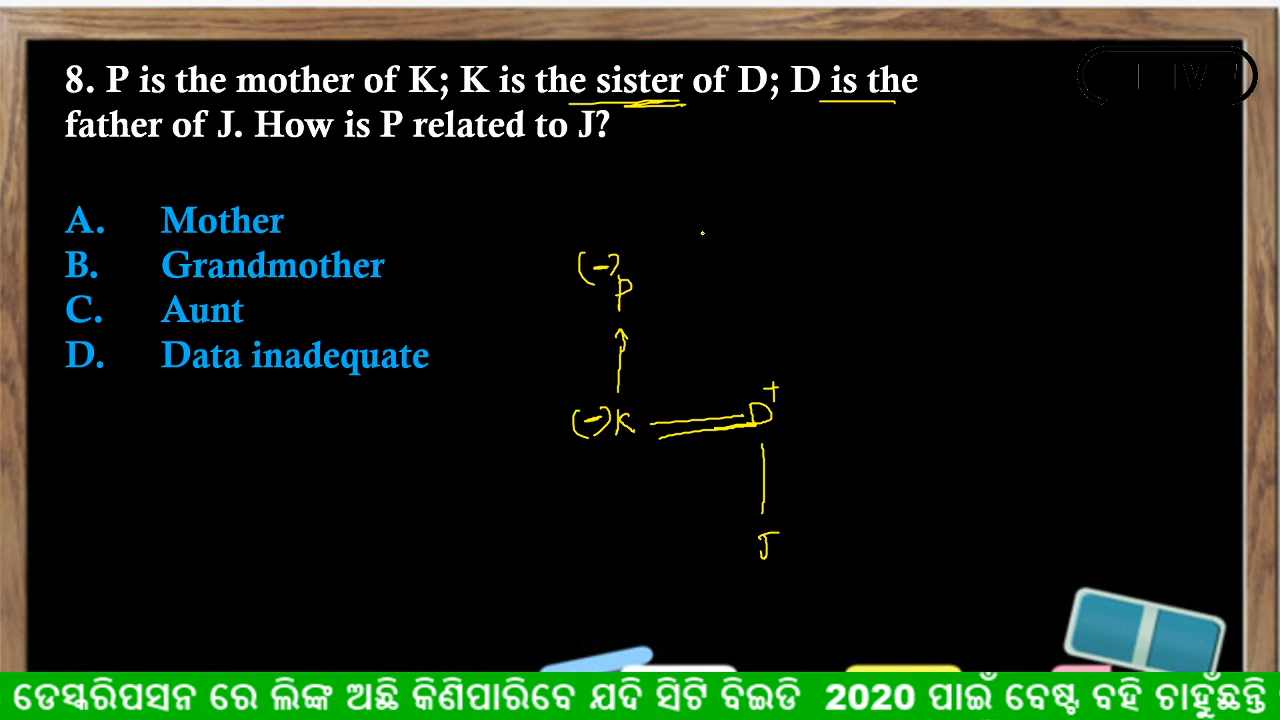 8. P is the mother of K; K is the sister of D; D is the
father of J. How is P related to J?
A. Mother
B. Grandmother
C. Aunt
D. Data inadequate
(-)
P
(-)K
D
+
J
ଡେସ୍କରିପସନ ରେ ଲିଙ୍କ ଅଛି କିଣିପାରିବେ ଯଦି ସିଟି ବିଇଡି 2020 ପାଇଁ ବେଷ୍ଟ ବହି ଚାହୁଁଛନ୍ତି